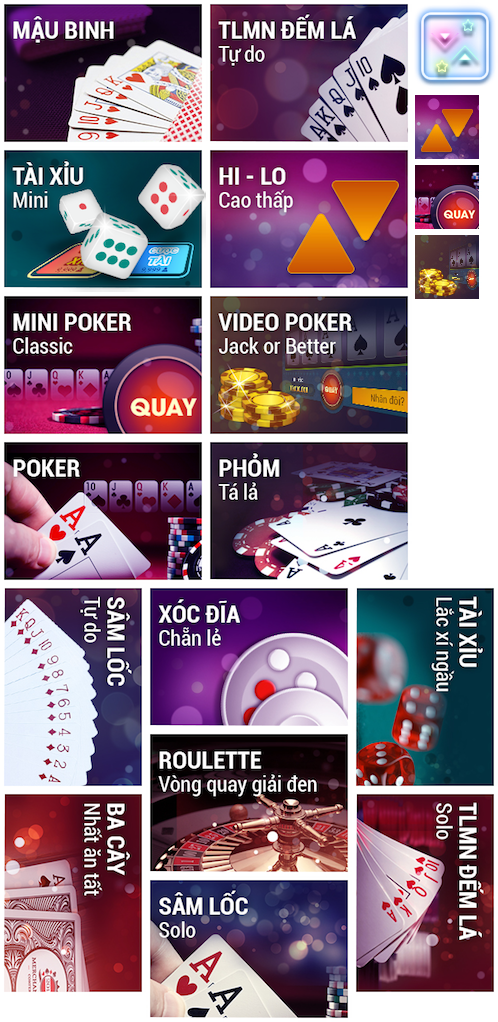 MẬU BINH
TLMN ĐẾM LÁ
Tự do
TÀI XỈU
Mini
CƯỢC
TÀI
HI - LO
Cao thấp
QUAY
MINI POKER
Classic
QUAY
VIDEO POKER
Jack or Better
QUAY
Nhân đôi?
POKER
PHỎM
Tá lả
SÂM LỐC
Tự do
XÓC ĐĨA
Chẵn lẻ
TÀI XỈU
Lắc xí ngầu
ROULETTE
Vòng quay giải đen
BA CÂY
Nhất ăn tất
TLMN ĐẾM LÁ
Solo
SÂM LỐC
Solo